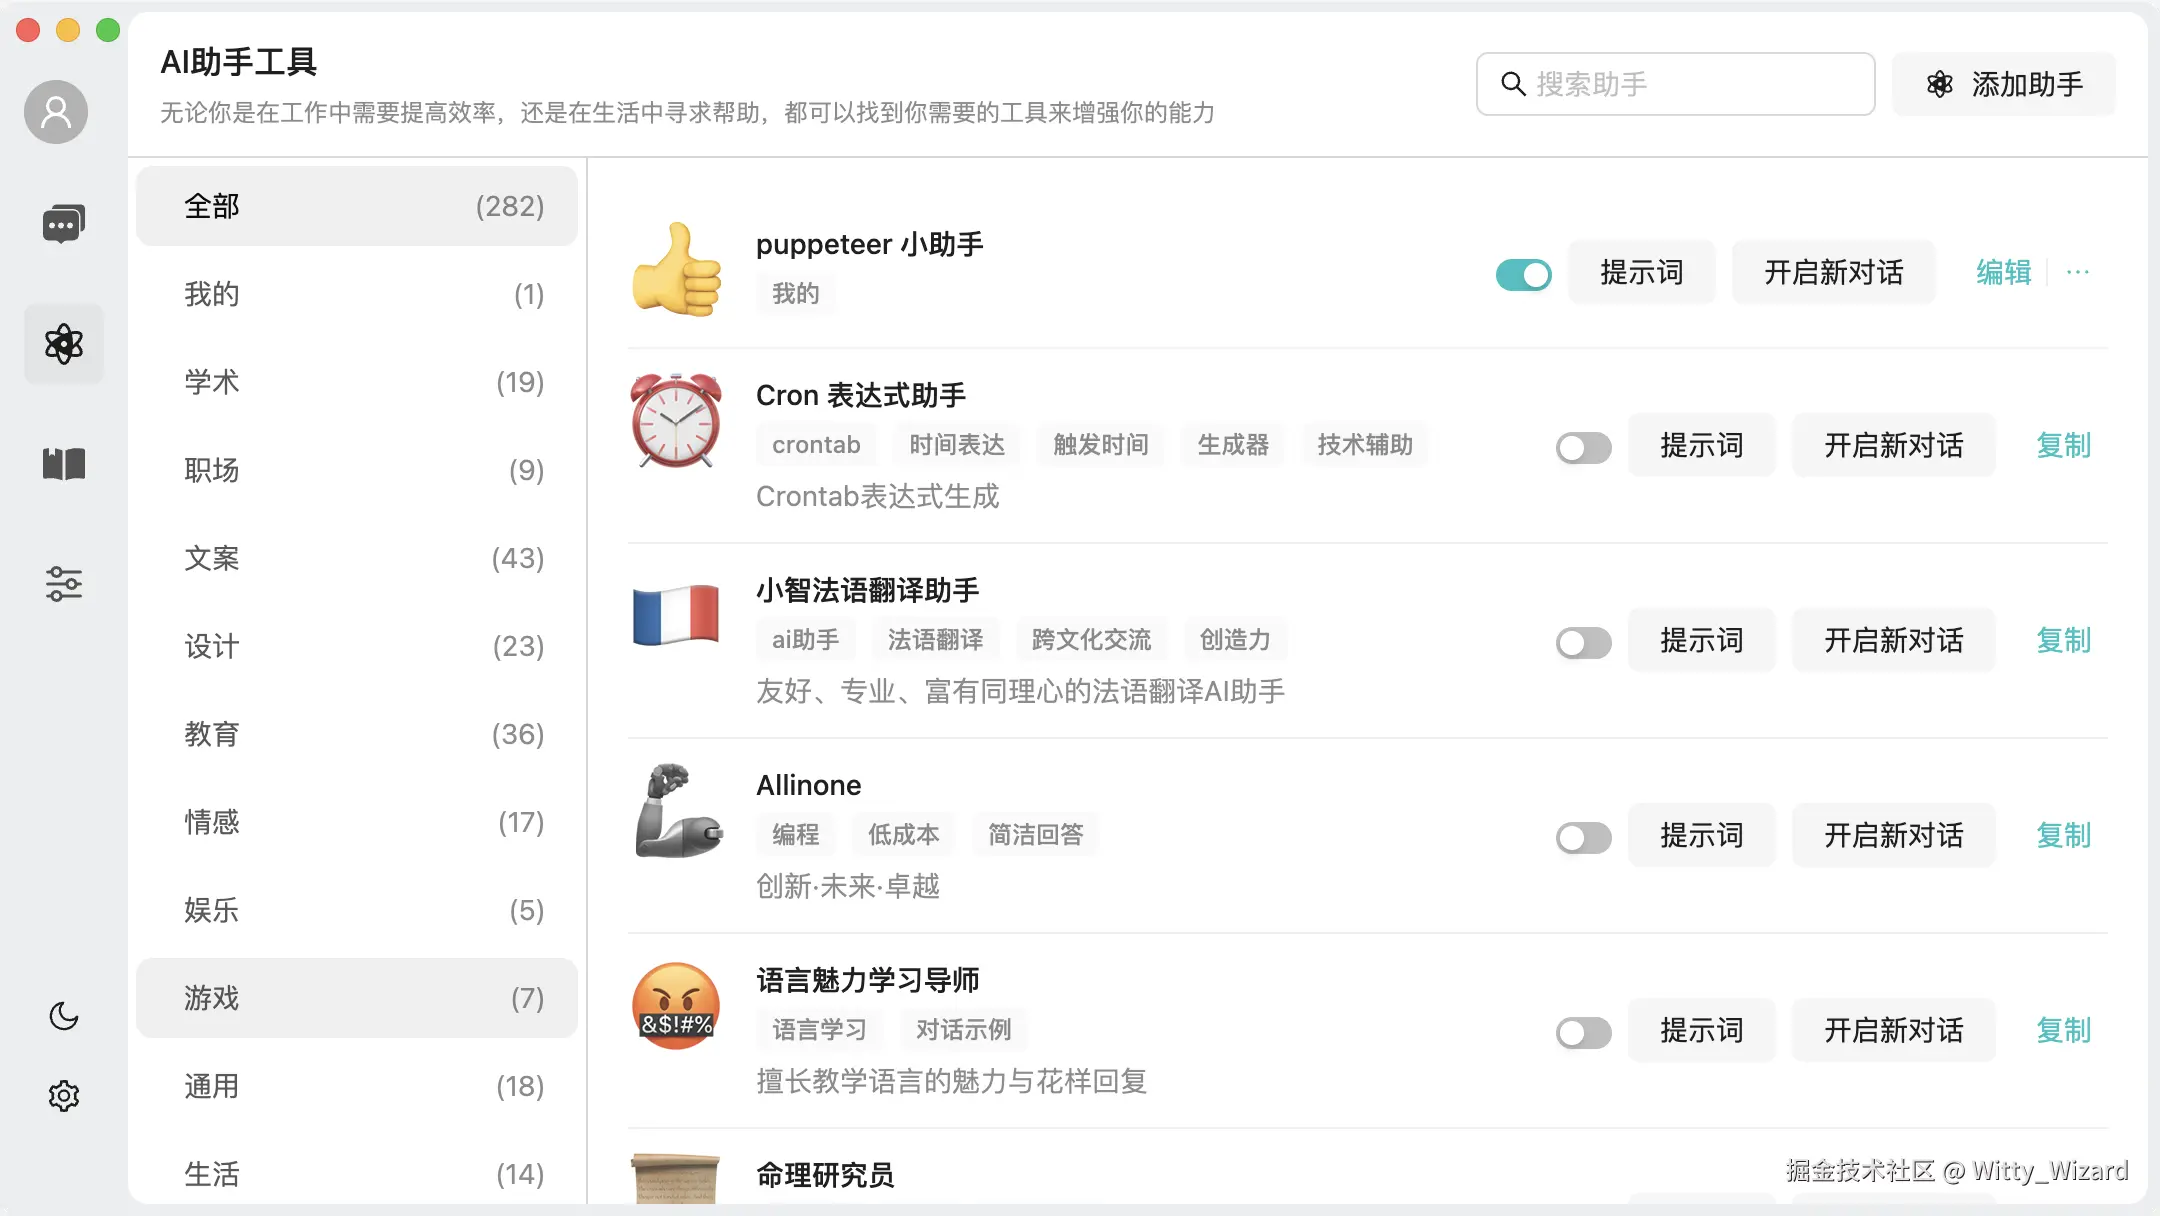 AI助手工具
无论你是在工作中需要提高效率，还是在生活中寻求帮助，都可以找到你需要的工具来增强你的能力
搜索助手
添加助手
全部 (282)
我的 (1)
学术 (19)
职场 (9)
文案 (43)
设计 (23)
教育 (36)
情感 (17)
娱乐 (5)
游戏 (7)
通用 (18)
生活 (14)
puppeteer 小助手
我的
提示词 开启新对话 编辑 ···
Cron 表达式助手
crontab 时间表达 触发时间 生成器 技术辅助
Crontab表达式生成
提示词 开启新对话 复制
小智法语翻译助手
ai助手 法语翻译 跨文化交流 创造力
友好、专业、富有同理心的法语翻译AI助手
提示词 开启新对话 复制
Allinone
编程 低成本 简洁回答
创新·未来·卓越
提示词 开启新对话 复制
&$!#%
语言魅力学习导师
语言学习 对话示例
擅长教学语言的魅力与花样回复
提示词 开启新对话 复制
命理研究员
掘金技术社区 @ Witty_Wizard